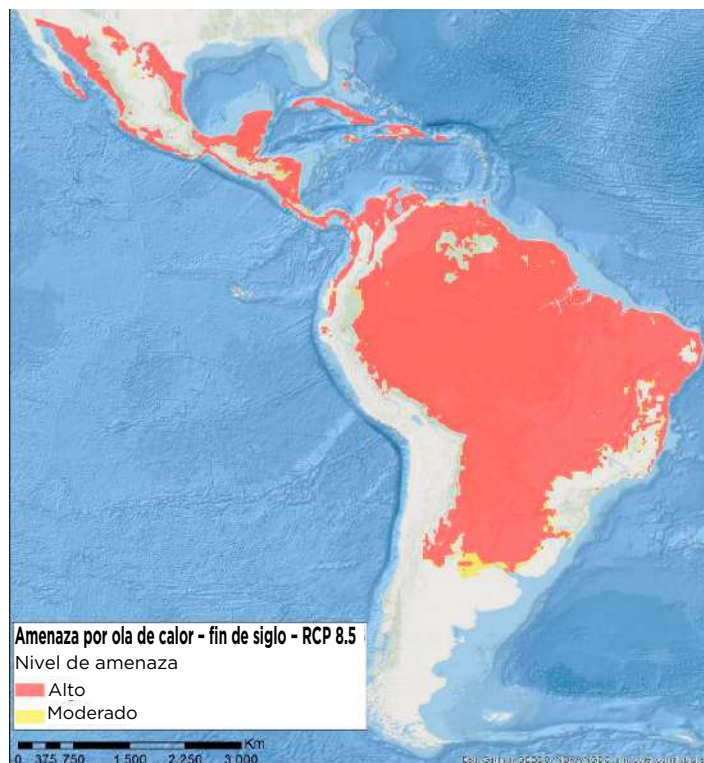 Amenaza por ola de calor – fin de siglo – RCP 8.5
Nivel de amenaza
Alto
Moderado
Km
0 375 750 1.500 2.250 3.000